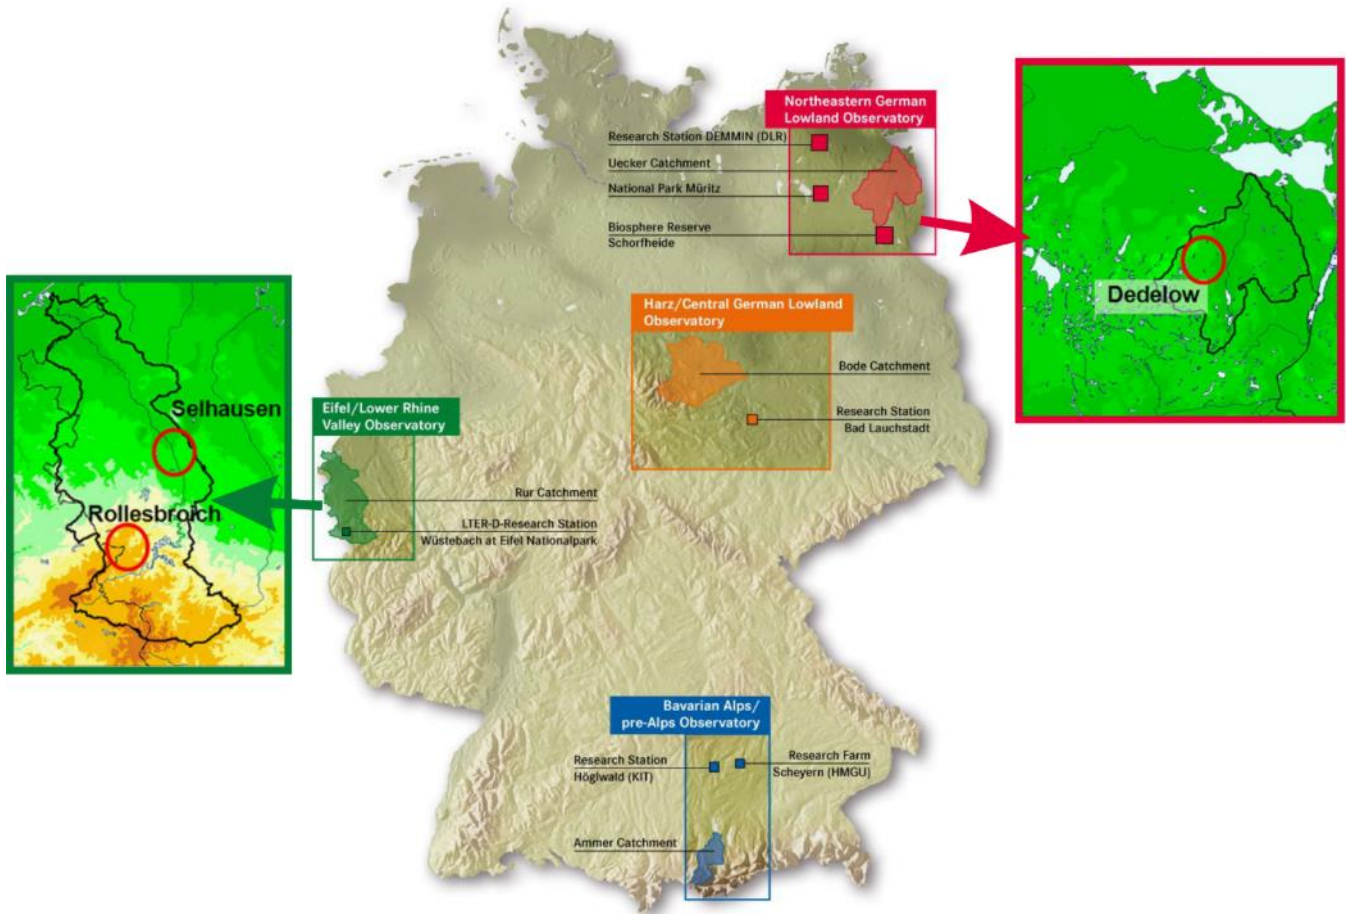 Northeastern German
Lowland Observatory
Research Station DEMMIN (DLR)
Uecker Catchment
National Park Müritz
Biosphere Reserve
Schorfheide
Dedelow
Harz/Central German Lowland
Observatory
Bode Catchment
Research Station
Bad Lauchstadt
Selhausen
Rollesbroich
Eifel/Lower Rhine
Valley Observatory
Rur Catchment
LTER-D-Research Station
Wüstebach at Eifel Nationalpark
Bavarian Alps/
pre-Alps Observatory
Research Station
Höglwald (KIT)
Research Farm
Scheyern (HMGU)
Ammer Catchment